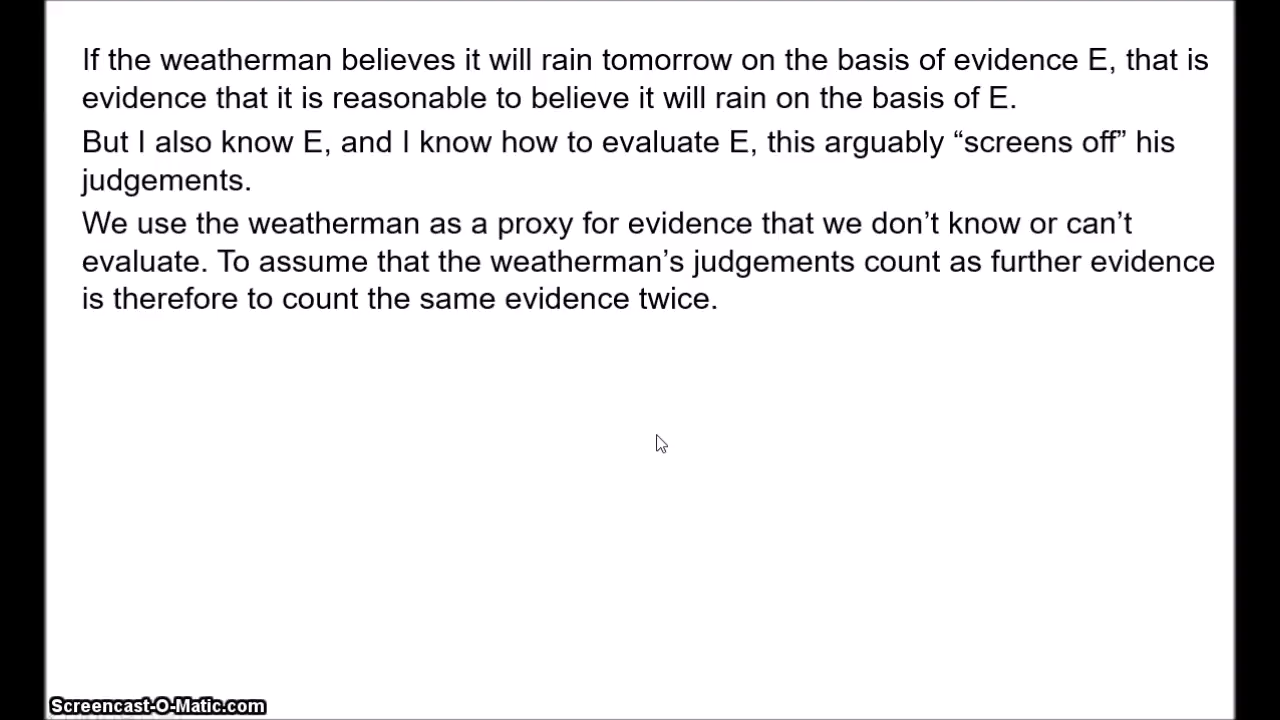 If the weatherman believes it will rain tomorrow on the basis of evidence E, that is
evidence that it is reasonable to believe it will rain on the basis of E.
But I also know E, and I know how to evaluate E, this arguably “screens off” his
judgements.
We use the weatherman as a proxy for evidence that we don’t know or can’t
evaluate. To assume that the weatherman’s judgements count as further evidence
is therefore to count the same evidence twice.
Screencast-O-Matic.com